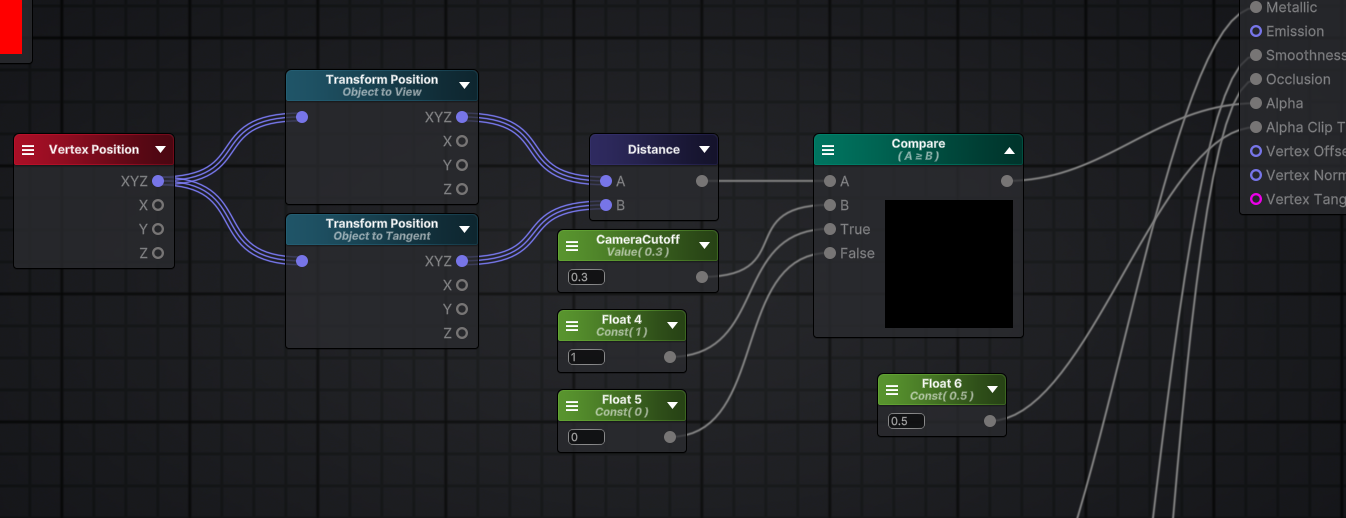 Metallic
Emission
Smoothness
Occlusion
Alpha
Alpha Clip T
Vertex Offse
Vertex Norm
Vertex Tang
Transform Position
Object to View
XYZ
X
Y
Z
Vertex Position
XYZ
X
Y
Z
Transform Position
Object to Tangent
XYZ
X
Y
Z
Distance
A
B
CameraCutoff
Value( 0.3 )
0.3
Float 4
Const( 1 )
1
Float 5
Const( 0 )
0
Compare
( A ≥ B )
A
B
True
False
Float 6
Const( 0.5 )
0.5